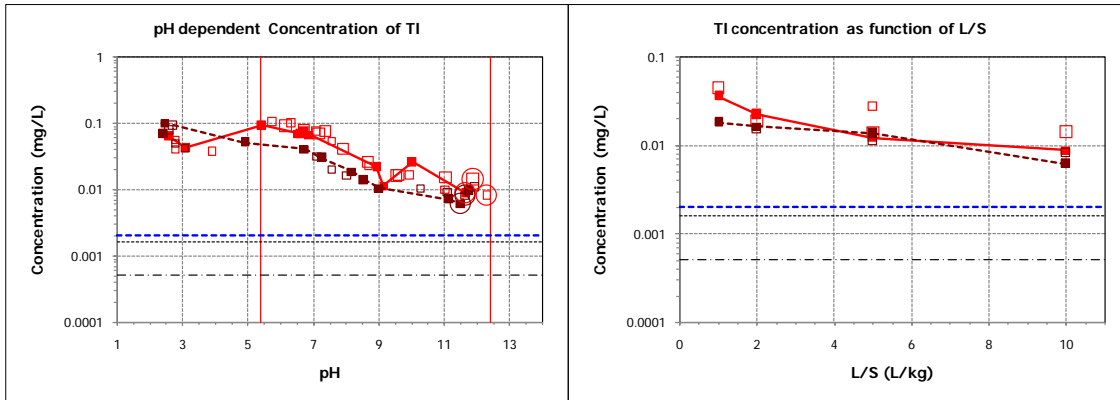 pH dependent Concentration of Tl
Concentration (mg/L)
1
0.1
0.01
0.001
0.0001
1 3 5 7 9 11 13
pH
Tl concentration as function of L/S
Concentration (mg/L)
0.1
0.01
0.001
0.0001
0 2 4 6 8 10
L/S (L/kg)